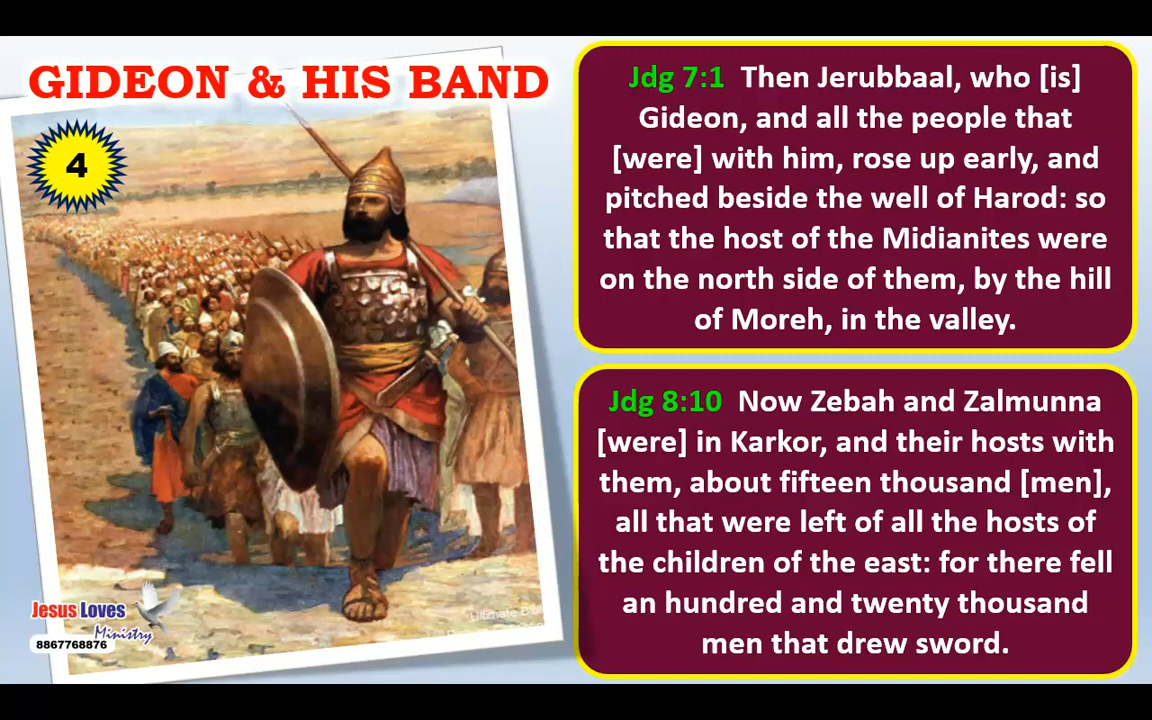 GIDEON & HIS BAND
4
Jdg 7:1 Then Jerubbaal, who [is]
Gideon, and all the people that
[were] with him, rose up early, and
pitched beside the well of Harod: so
that the host of the Midianites were
on the north side of them, by the hill
of Moreh, in the valley.
Jdg 8:10 Now Zebah and Zalmunna
[were] in Karkor, and their hosts with
them, about fifteen thousand [men],
all that were left of all the hosts of
the children of the east: for there fell
an hundred and twenty thousand
men that drew sword.
Jesus Loves
Ministry
8867768876
Ultimate